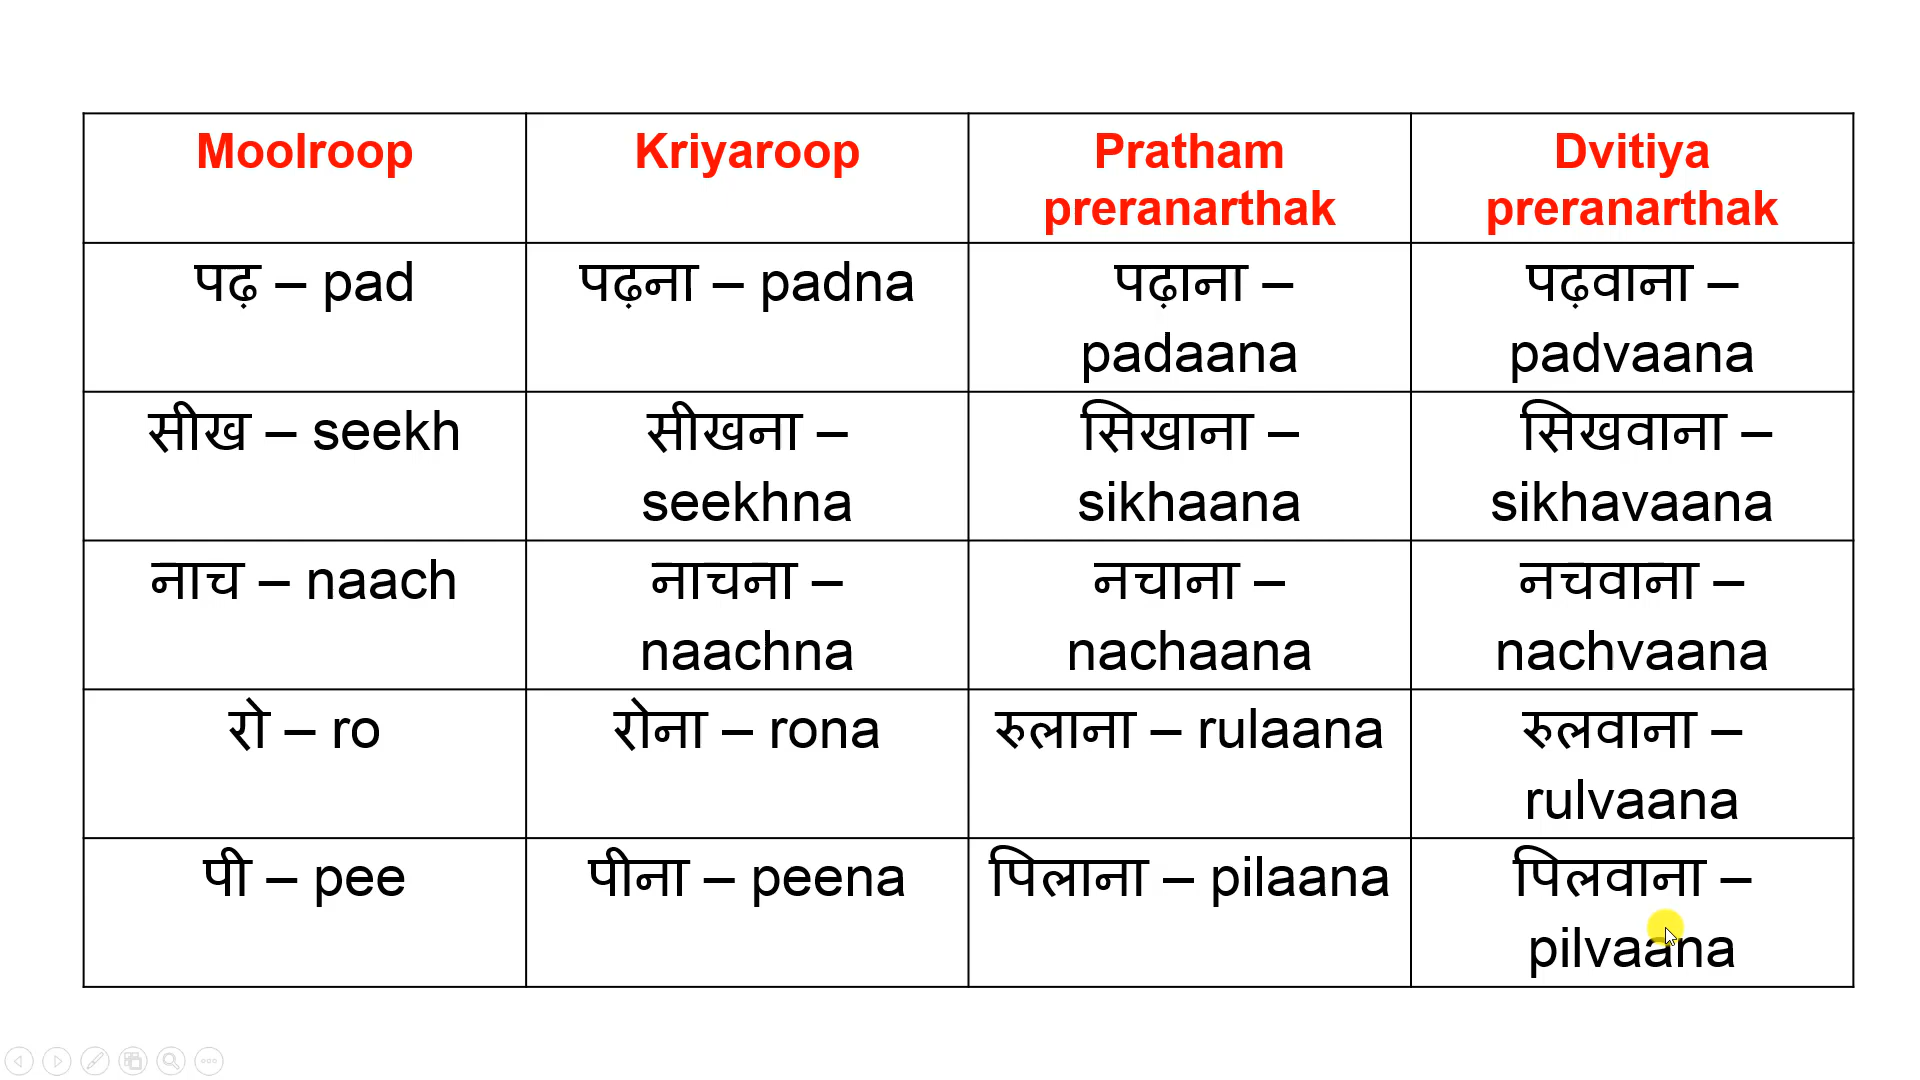 Moolroop
Kriyaroop
Pratham
preranarthak
Dvitiya
preranarthak
पढ़ – pad
पढ़ना – padna
पढ़ाना –
padaana
पढ़वाना –
padvaana
सीख – seekh
सीखना –
seekhna
सिखाना –
sikhaana
सिखवाना –
sikhavaana
नाच – naach
नाचना –
naachna
नचाना –
nachaana
नचवाना –
nachvaana
रो – ro
रोना – rona
रुलाना – rulaana
रुलवाना –
rulvaana
पी – pee
पीना – peena
पिलाना – pilaana
पिलवाना –
pilvaana